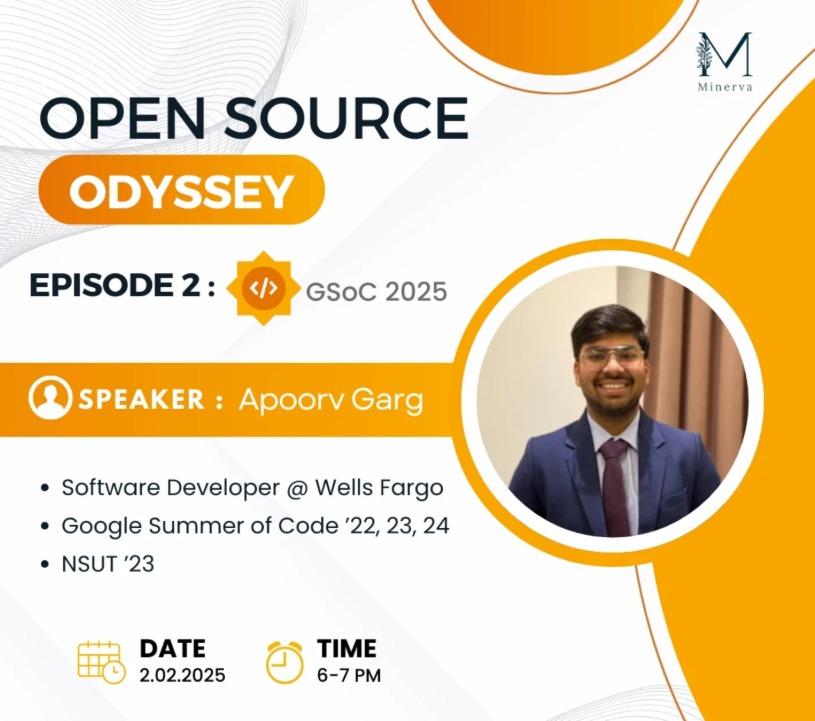 Minerva
OPEN SOURCE
ODYSSEY
EPISODE 2 :
</> GSoC 2025
SPEAKER : Apoorv Garg
• Software Developer @ Wells Fargo
• Google Summer of Code ’22, 23, 24
• NSUT ’23
DATE
2.02.2025
TIME
6-7 PM